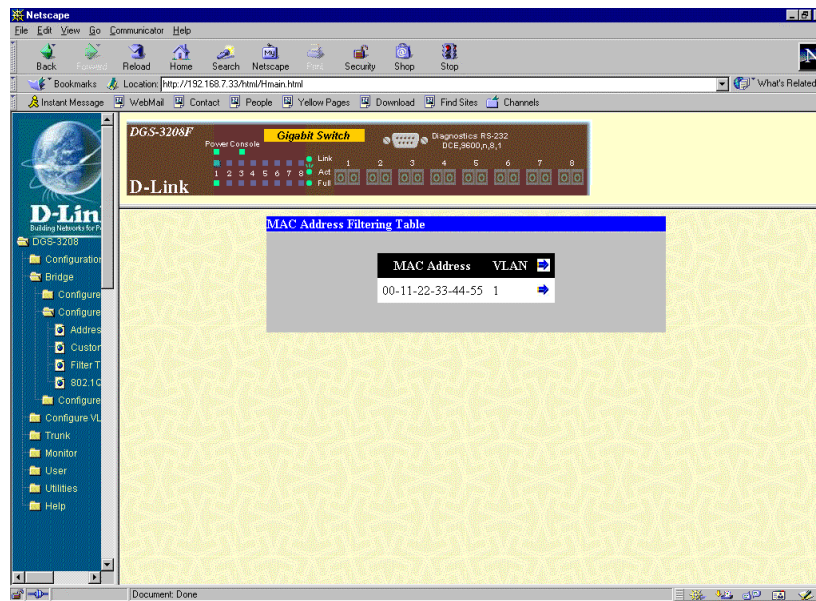 Netscape
File Edit View Go Communicator Help
Back Forward Reload Home Search Netscape Print Security Shop Stop
Bookmarks Location: http://192.168.7.33/html/Hmain.html What's Related
Instant Message WebMail Contact People Yellow Pages Download Find Sites Channels
DGS-3208F
Gigabit Switch
Power Console
Diagnostics RS-232
DCE,9600,n,8,1
Link 1 2 3 4 5 6 7 8
1 2 3 4 5 6 7 8 Act
Full
D-Link
D-Lin
Building Networks for P
DGS-3208
Configuration
Bridge
Configure
Configure
Addres
Custor
Filter T
802.1Q
Configure
Configure VL
Trunk
Monitor
User
Utilities
Help
MAC Address Filtering Table
MAC Address VLAN
00-11-22-33-44-55 1
Document: Done